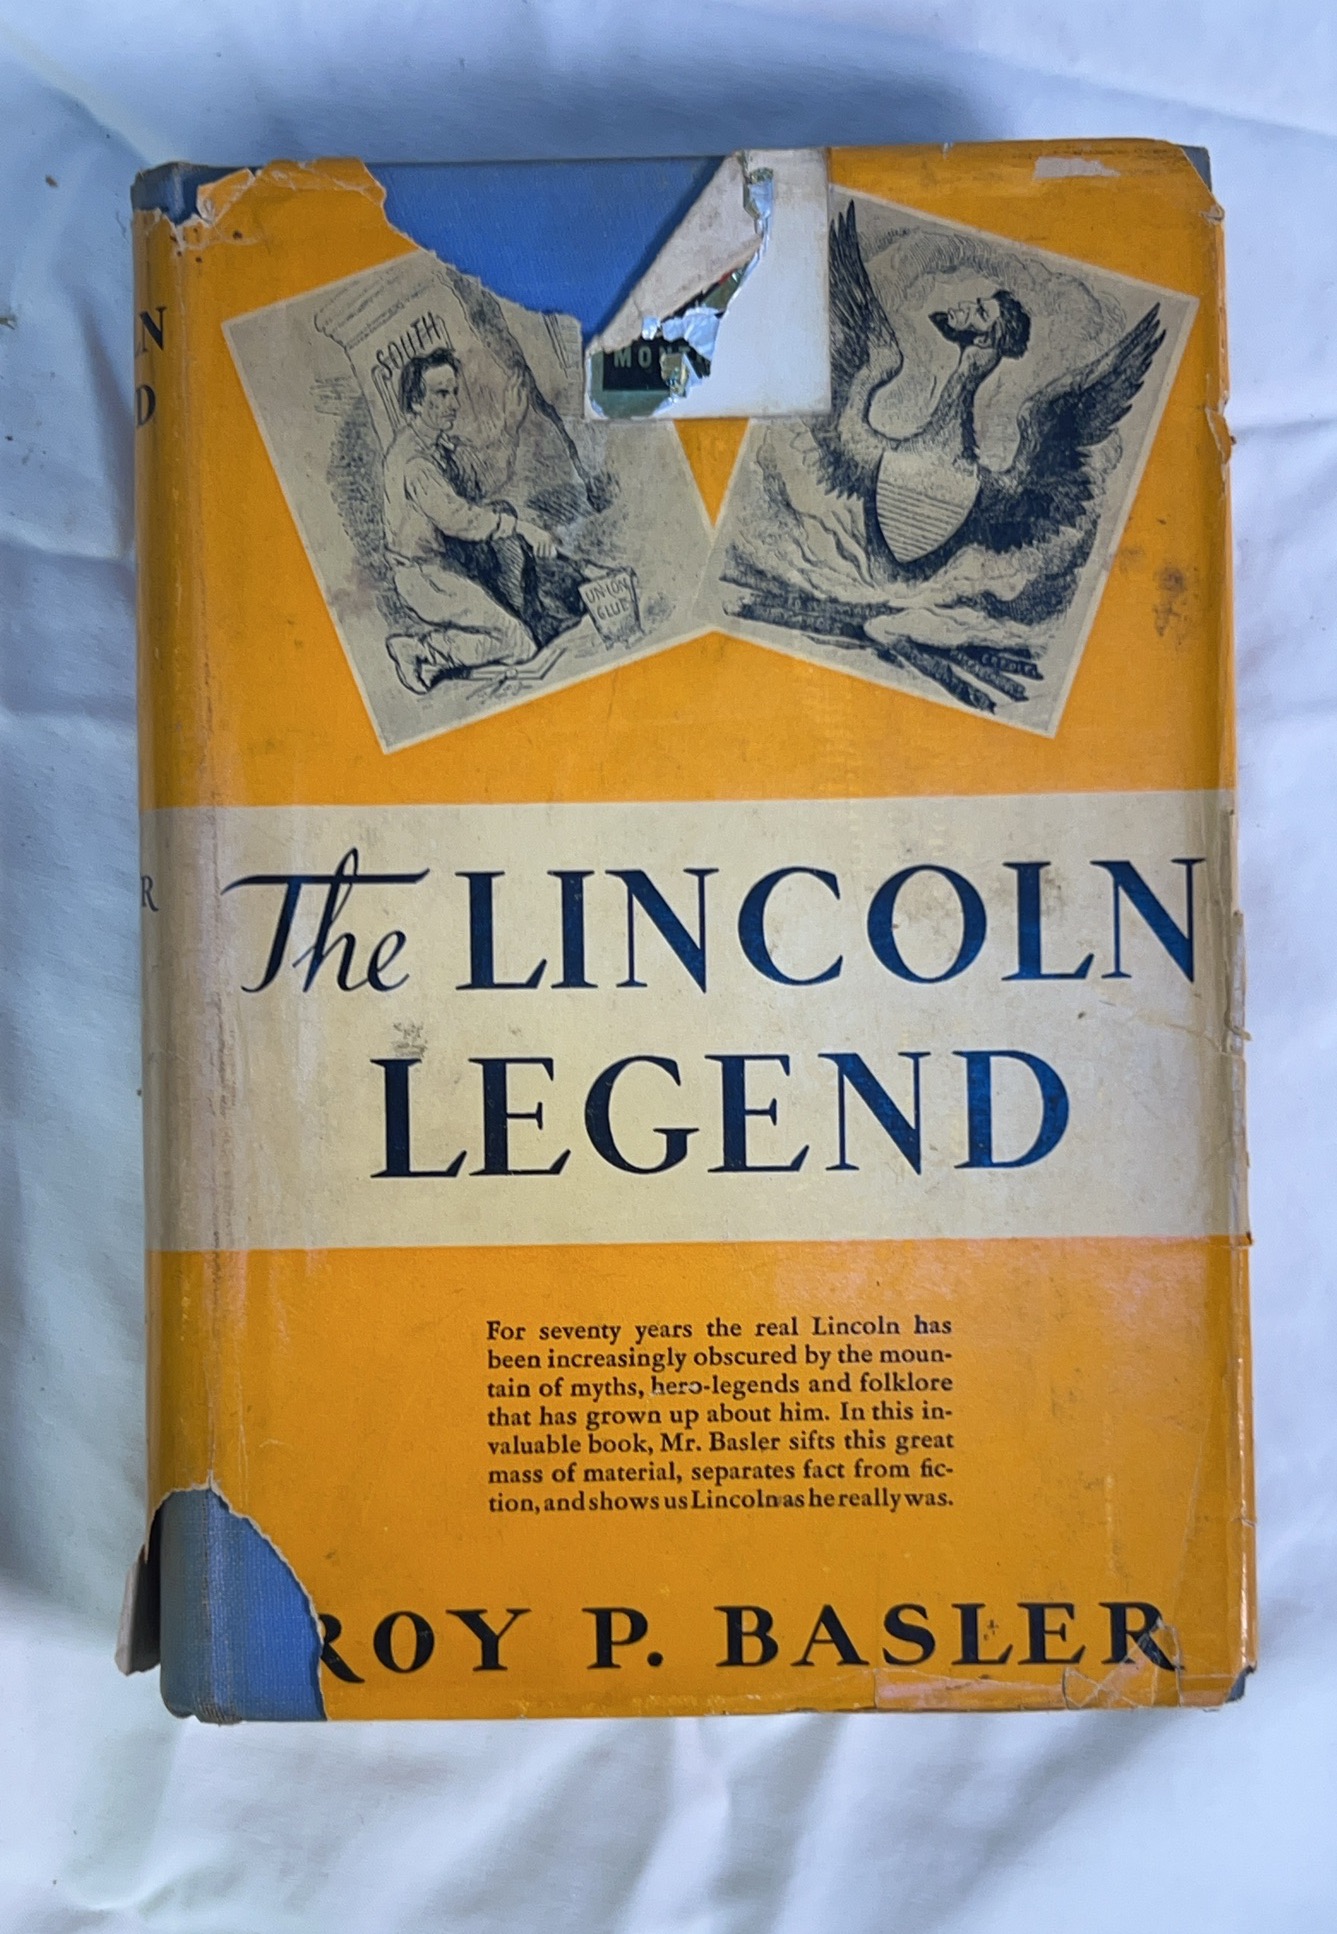 SOUTH
UNION
GLUE
The LINCOLN
LEGEND
For seventy years the real Lincoln has
been increasingly obscured by the moun-
tain of myths, hero-legends and folklore
that has grown up about him. In this in-
valuable book, Mr. Basler sifts this great
mass of material, separates fact from fic-
tion, and shows us Lincoln as he really was.
ROY P. BASLER
N
D
R